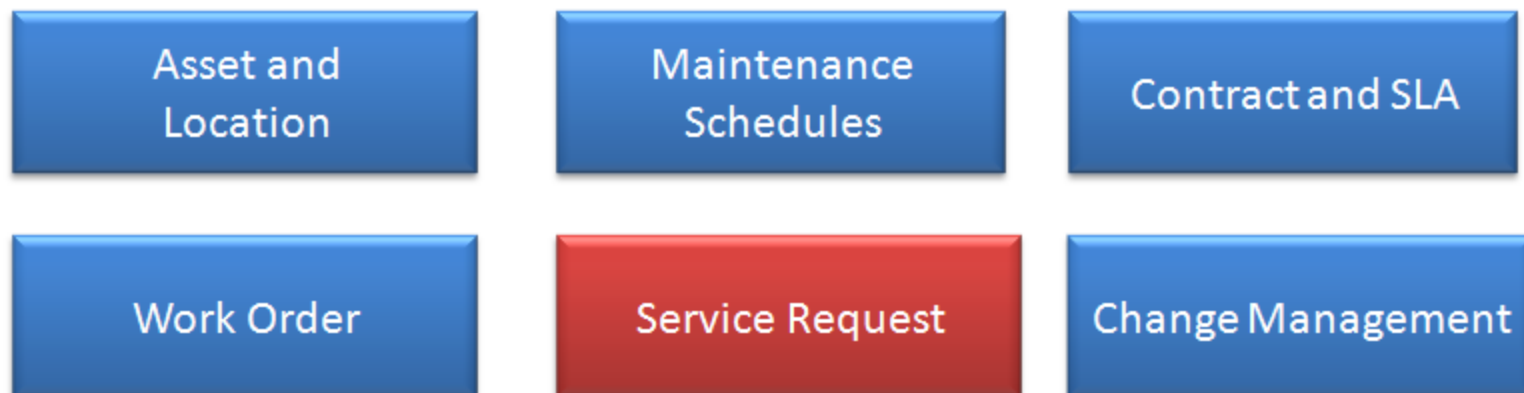 Asset and
Location
Maintenance
Schedules
Contract and SLA
Work Order
Service Request
Change Management